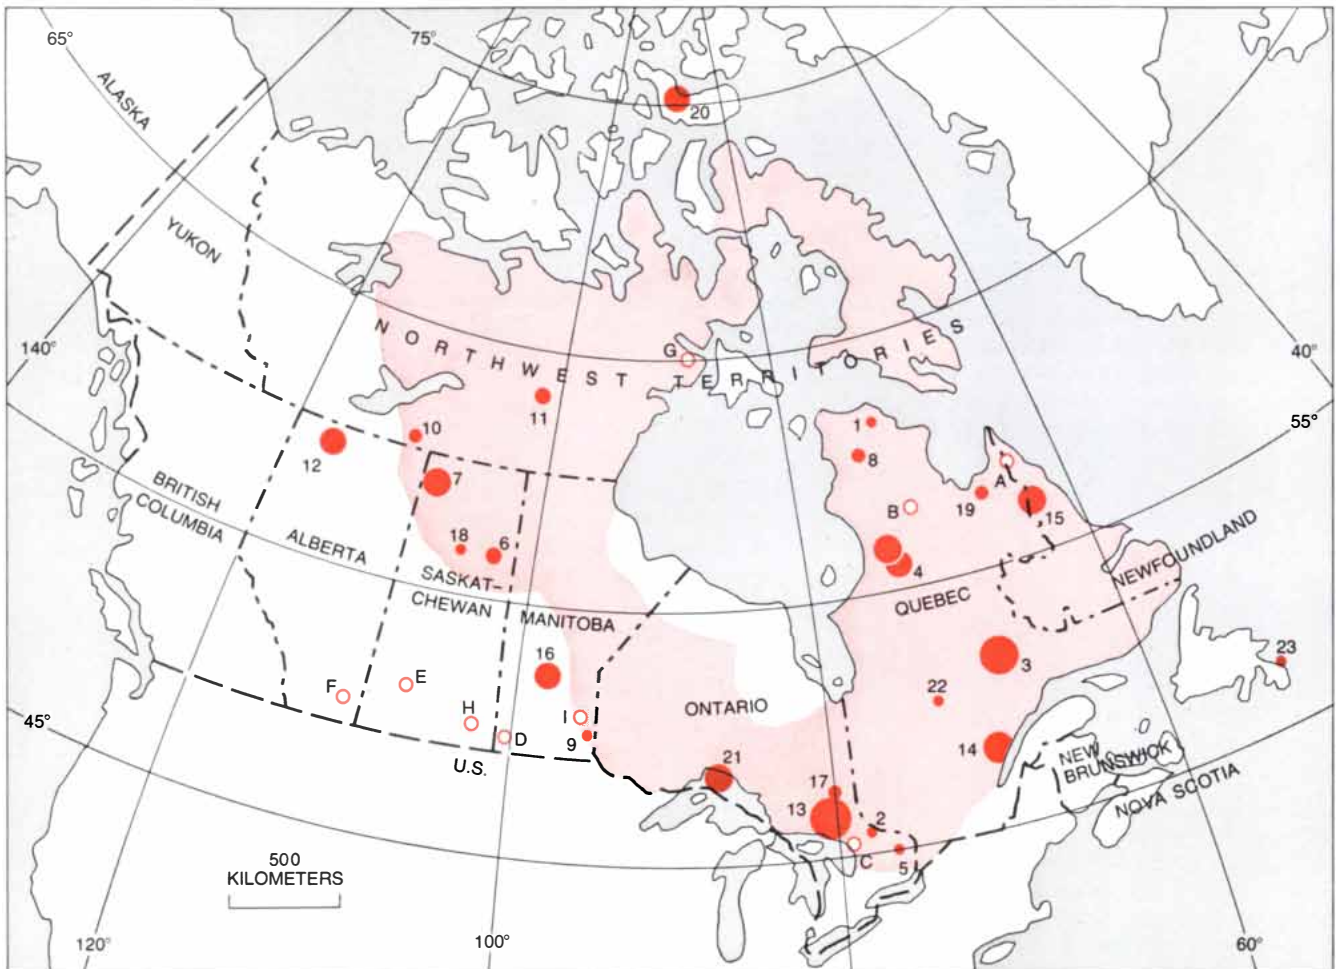 65°
75°
ALASKA
20
YUKON
NORTHWEST TERRITORIES
G
140°
40°
11
1
55°
10
12
7
8
A
B
19
15
BRITISH
COLUMBIA
ALBERTA
18
6
4
SASKAT–
CHEWAN
MANITOBA
QUEBEC
NEWFOUNDLAND
16
3
23
F
E
22
H
I
ONTARIO
45°
D
9
14
U.S.
21
NEW
BRUNSWICK
NOVA SCOTIA
17
13
2
C
5
500
KILOMETERS
120°
100°
60°